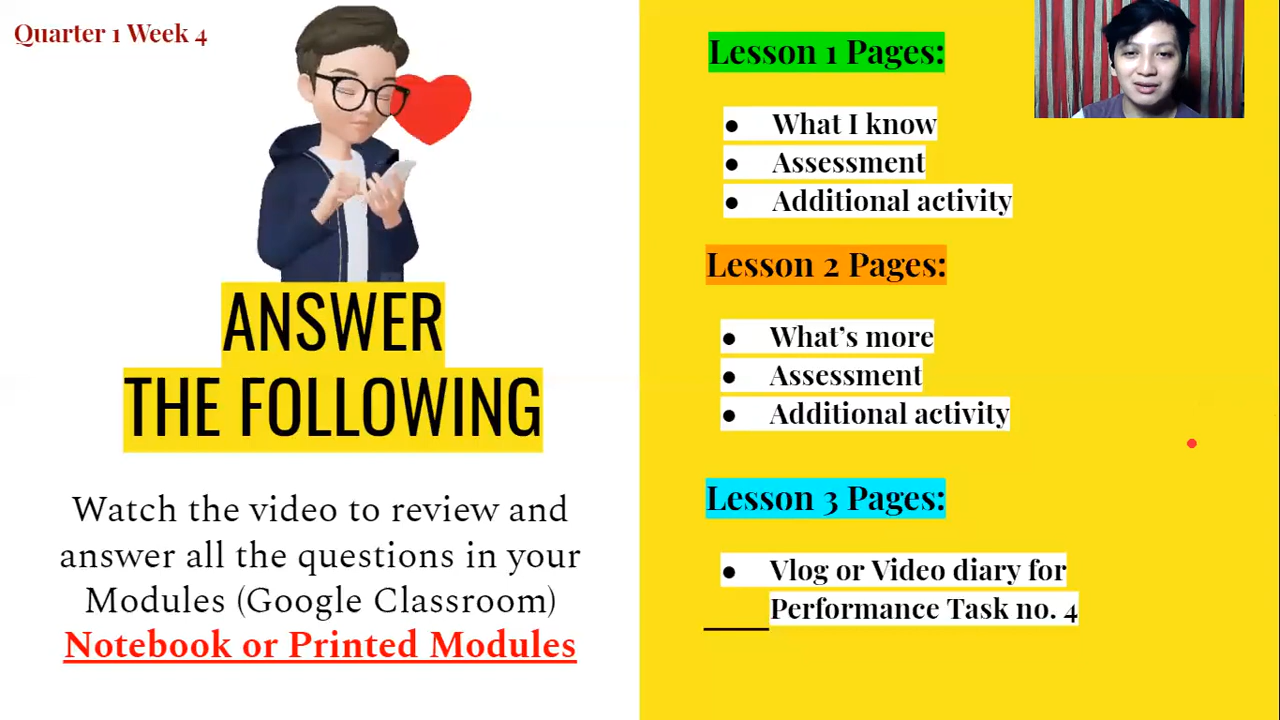 Quarter 1 Week 4
ANSWER
THE FOLLOWING
Watch the video to review and
answer all the questions in your
Modules (Google Classroom)
Notebook or Printed Modules
Lesson 1 Pages:
● What I know
● Assessment
● Additional activity
Lesson 2 Pages:
● What’s more
● Assessment
● Additional activity
Lesson 3 Pages:
● Vlog or Video diary for
Performance Task no. 4